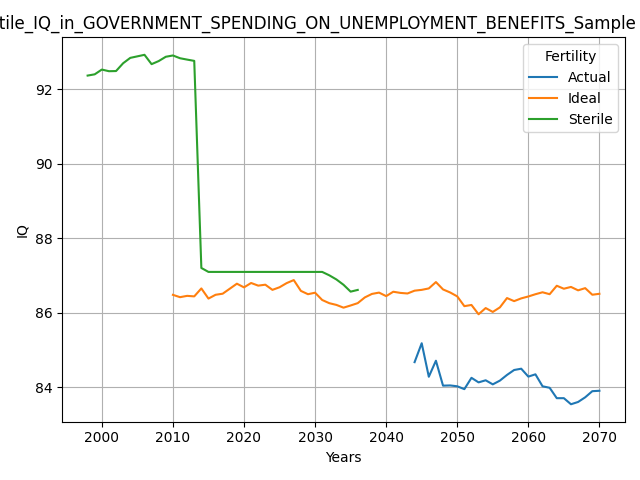 tile_IQ_in_GOVERNMENT_SPENDING_ON_UNEMPLOYMENT_BENEFITS_Sample
Fertility
Actual
Ideal
Sterile
IQ
92
90
88
86
84
2000 2010 2020 2030 2040 2050 2060 2070
Years